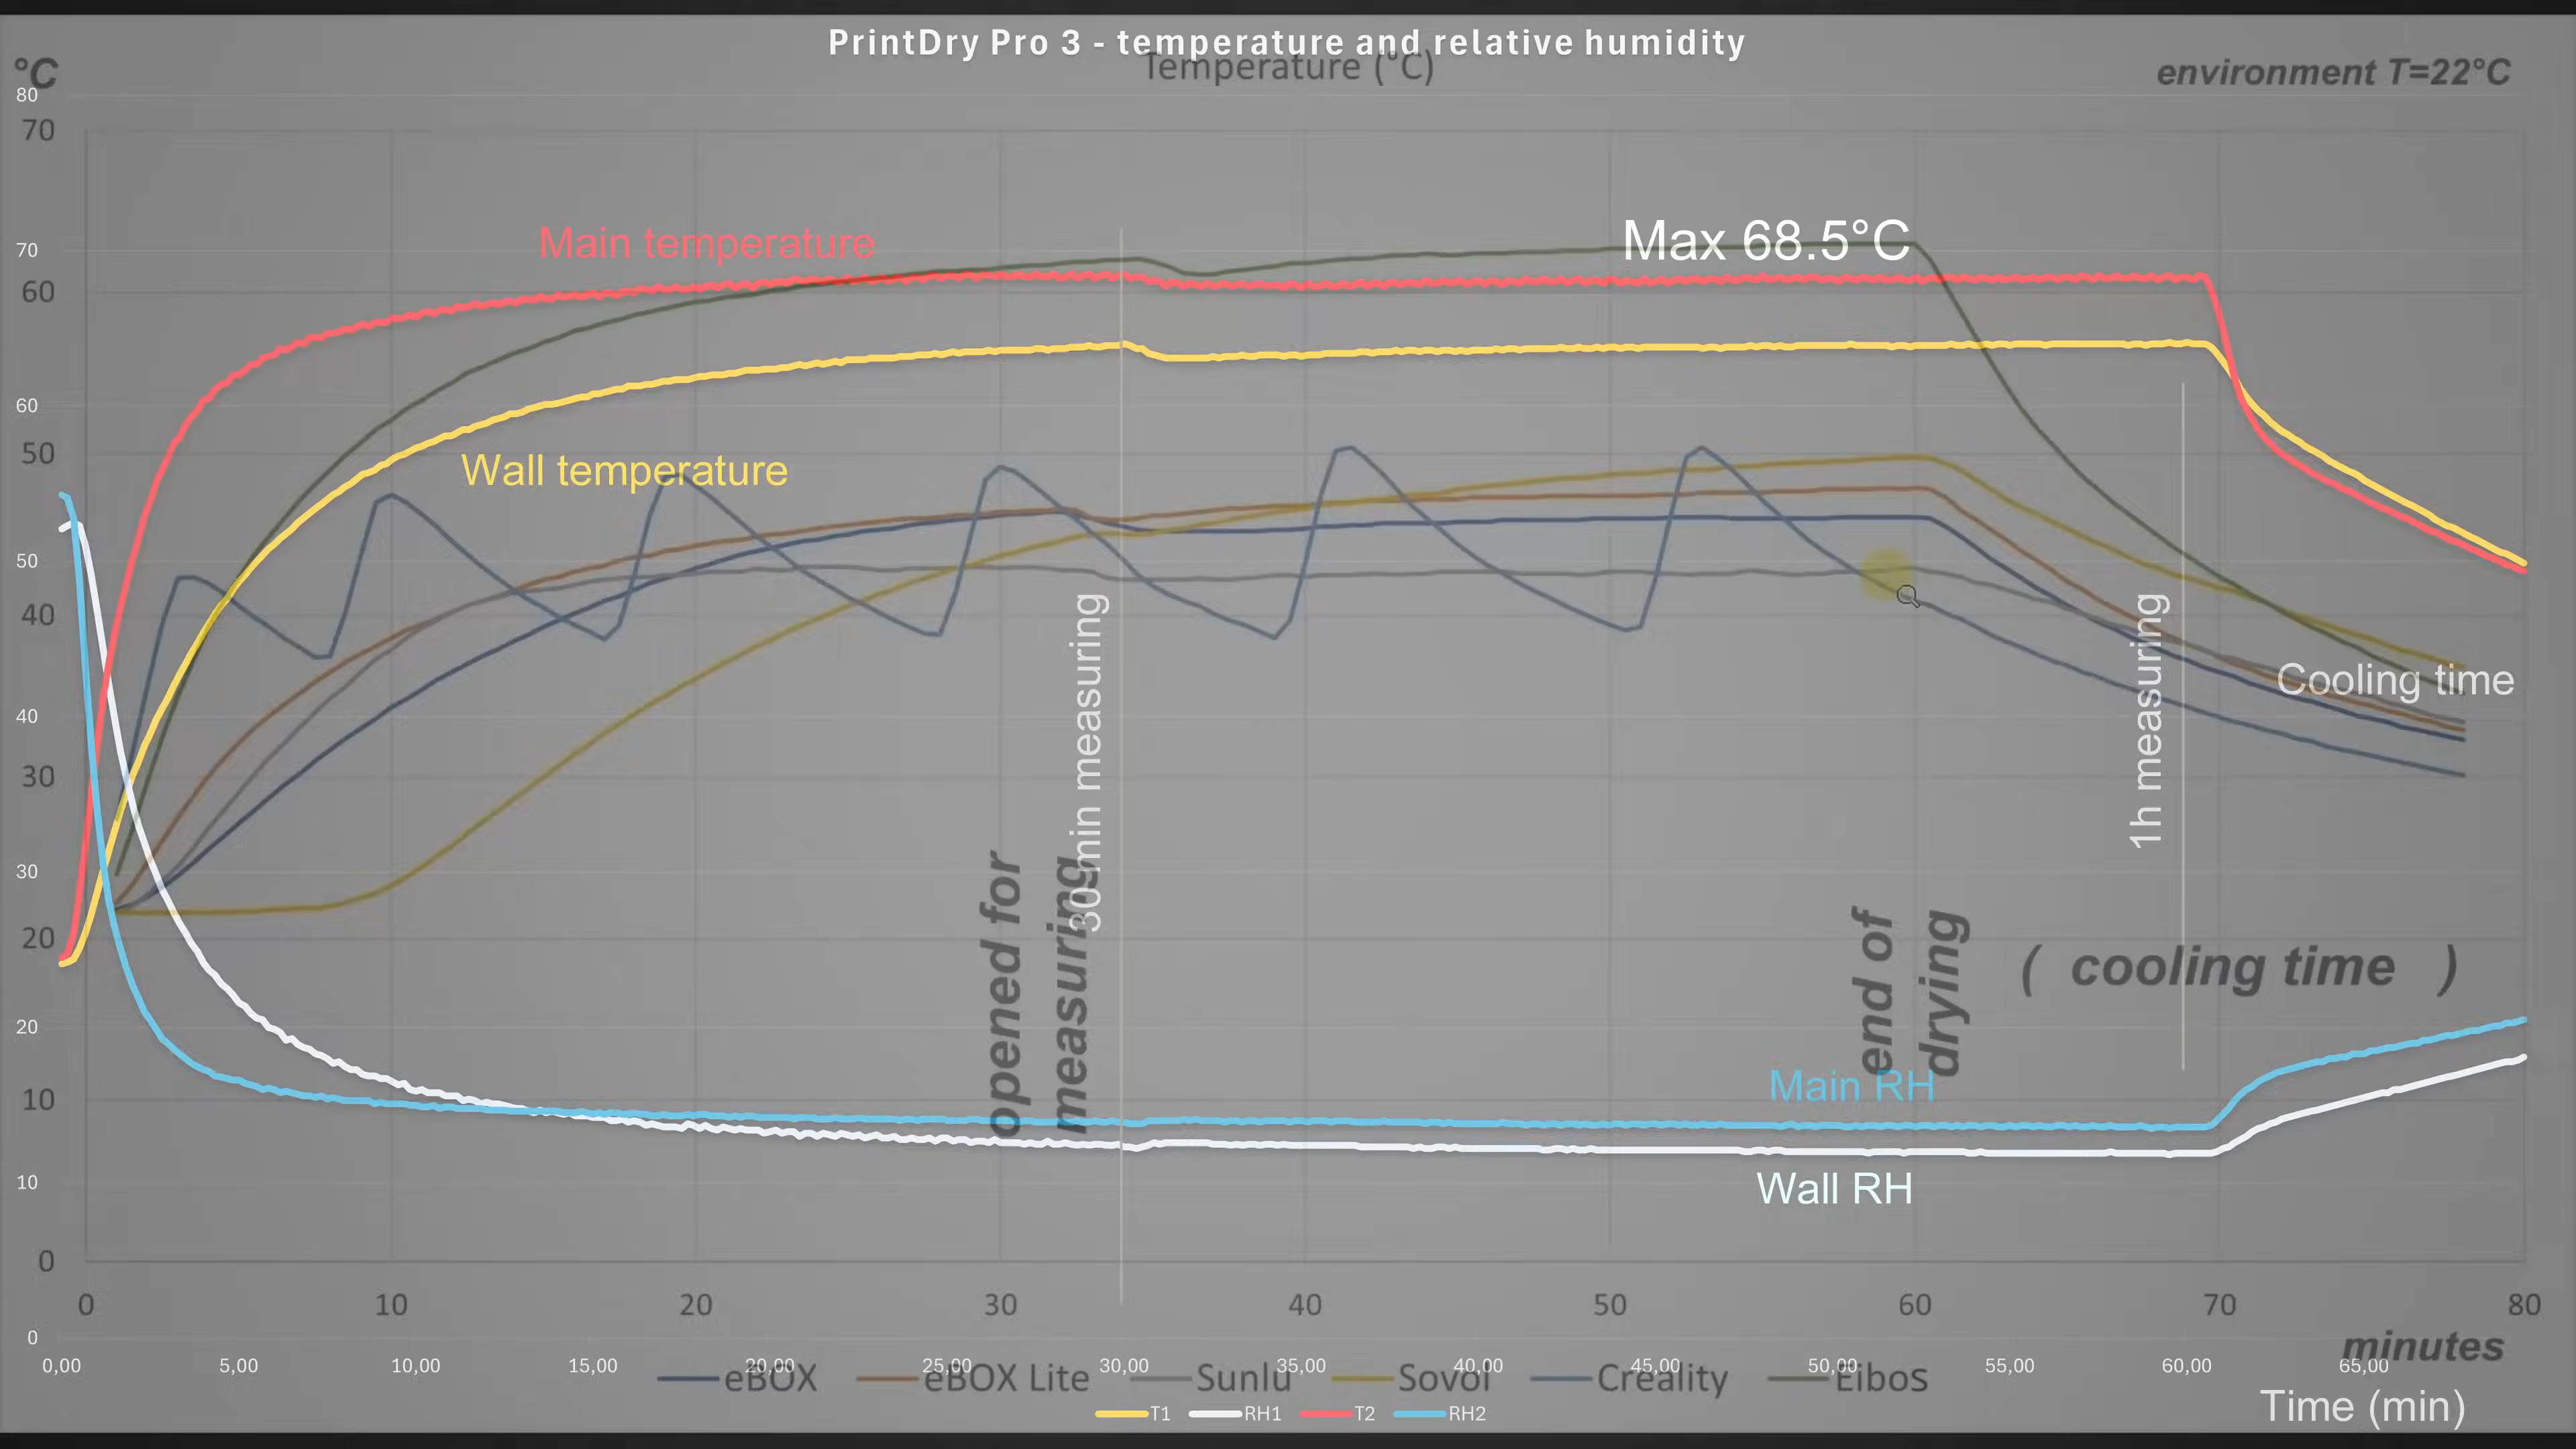 PrintDry Pro 3 - temperature and relative humidity
Temperature (°C)
°C
environment T=22°C
80
70
70
60
60
50
50
40
40
30
30
20
20
10
10
0
0
Main temperature
Max 68.5°C
Wall temperature
30 min measuring
opened for
measuring
1h measuring
Cooling time
end of
drying
( cooling time )
Main RH
Wall RH
0 10 20 30 40 50 60 70 80
minutes
0,00 5,00 10,00 15,00 20,00 25,00 30,00 35,00 40,00 45,00 50,00 55,00 60,00 65,00
eBOX eBOX Lite Sunlu Sovol Creality Eibos
Time (min)
T1 RH1 T2 RH2